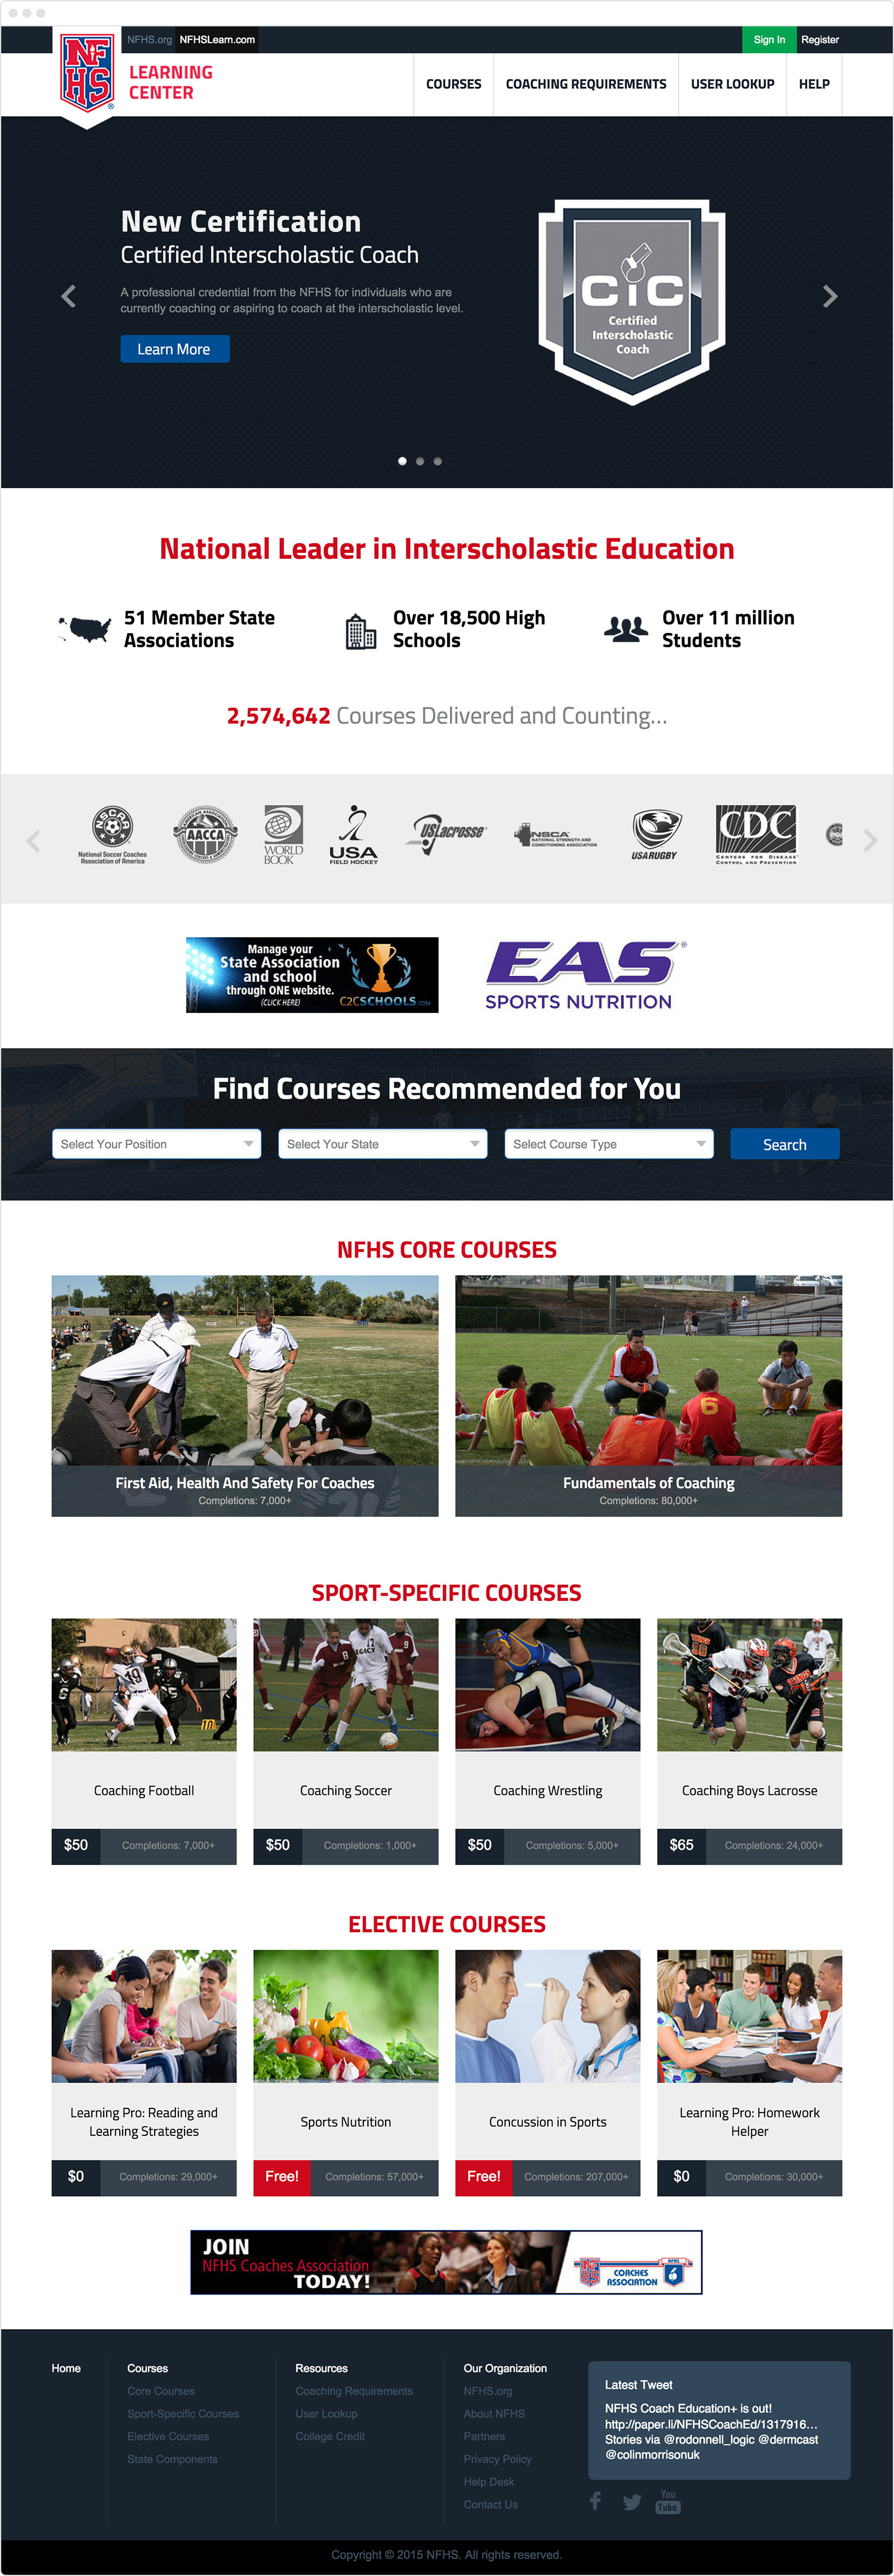 NFHS.org NFHSLearn.com Sign In Register
NF
HS
LEARNING
CENTER
COURSES COACHING REQUIREMENTS USER LOOKUP HELP
New Certification
Certified Interscholastic Coach
A professional credential from the NFHS for individuals who are
currently coaching or aspiring to coach at the interscholastic level.
Learn More
CIC
Certified
Interscholastic
Coach
National Leader in Interscholastic Education
51 Member State
Associations
Over 18,500 High
Schools
Over 11 million
Students
2,574,642 Courses Delivered and Counting...
NSCAA
National Soccer Coaches
Association of America
AACCA
WORLD
BOOK
USA
FIELD HOCKEY
USLacrosse
NSCA
NATIONAL STRENGTH AND
CONDITIONING ASSOCIATION
USA RUGBY
CDC
CENTERS FOR DISEASE
CONTROL AND PREVENTION
Manage your
State Association
and school
through ONE website.
(CLICK HERE)
C2CSCHOOLS.COM
EAS
SPORTS NUTRITION
Find Courses Recommended for You
Select Your Position Select Your State Select Course Type Search
NFHS CORE COURSES
First Aid, Health And Safety For Coaches
Completions: 7,000+
Fundamentals of Coaching
Completions: 80,000+
SPORT-SPECIFIC COURSES
Coaching Football
$50 Completions: 7,000+
Coaching Soccer
$50 Completions: 1,000+
Coaching Wrestling
$50 Completions: 5,000+
Coaching Boys Lacrosse
$65 Completions: 24,000+
ELECTIVE COURSES
Learning Pro: Reading and
Learning Strategies
$0 Completions: 29,000+
Sports Nutrition
Free! Completions: 57,000+
Concussion in Sports
Free! Completions: 207,000+
Learning Pro: Homework
Helper
$0 Completions: 30,000+
JOIN
NFHS Coaches Association
TODAY!
COACHES
ASSOCIATION
Home
Courses
Core Courses
Sport-Specific Courses
Elective Courses
State Components
Resources
Coaching Requirements
User Lookup
College Credit
Our Organization
NFHS.org
About NFHS
Partners
Privacy Policy
Help Desk
Contact Us
Latest Tweet
NFHS Coach Education+ is out!
http://paper.li/NFHSCoachEd/1317916...
Stories via @rodonnell_logic @dermcast
@colinmorrisonuk
You
Tube
Copyright © 2015 NFHS. All rights reserved.